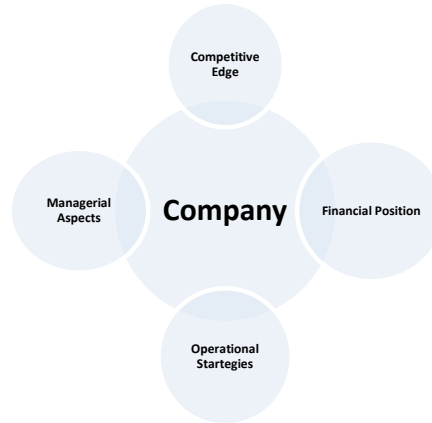 Competitive
Edge
Managerial
Aspects
Company
Financial Position
Operational
Startegies